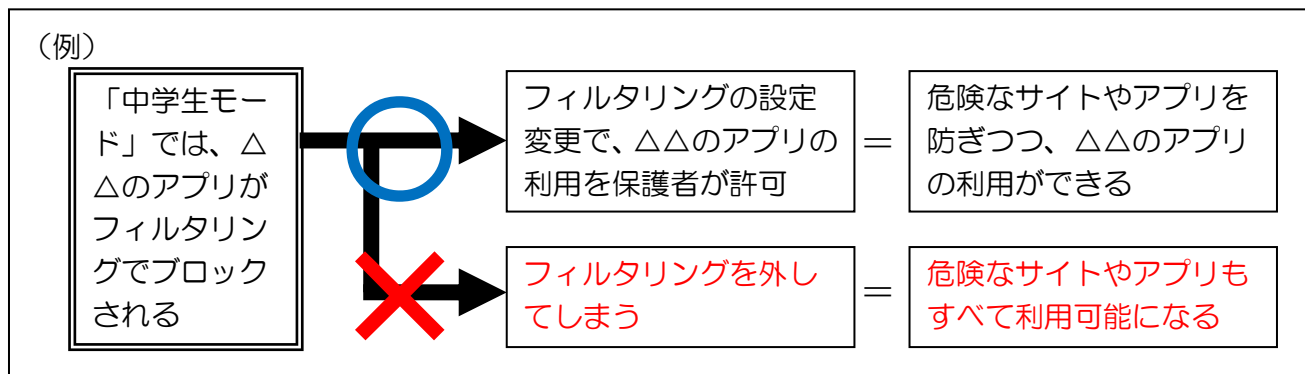 （例）
「中学生モー
ド」では、△
△のアプリが
フィルタリン
グでブロック
される
フィルタリングの設定
変更で、△△のアプリの
利用を保護者が許可
＝
危険なサイトやアプリを
防ぎつつ、△△のアプリ
の利用ができる
フィルタリングを外し
てしまう
＝
危険なサイトやアプリも
すべて利用可能になる